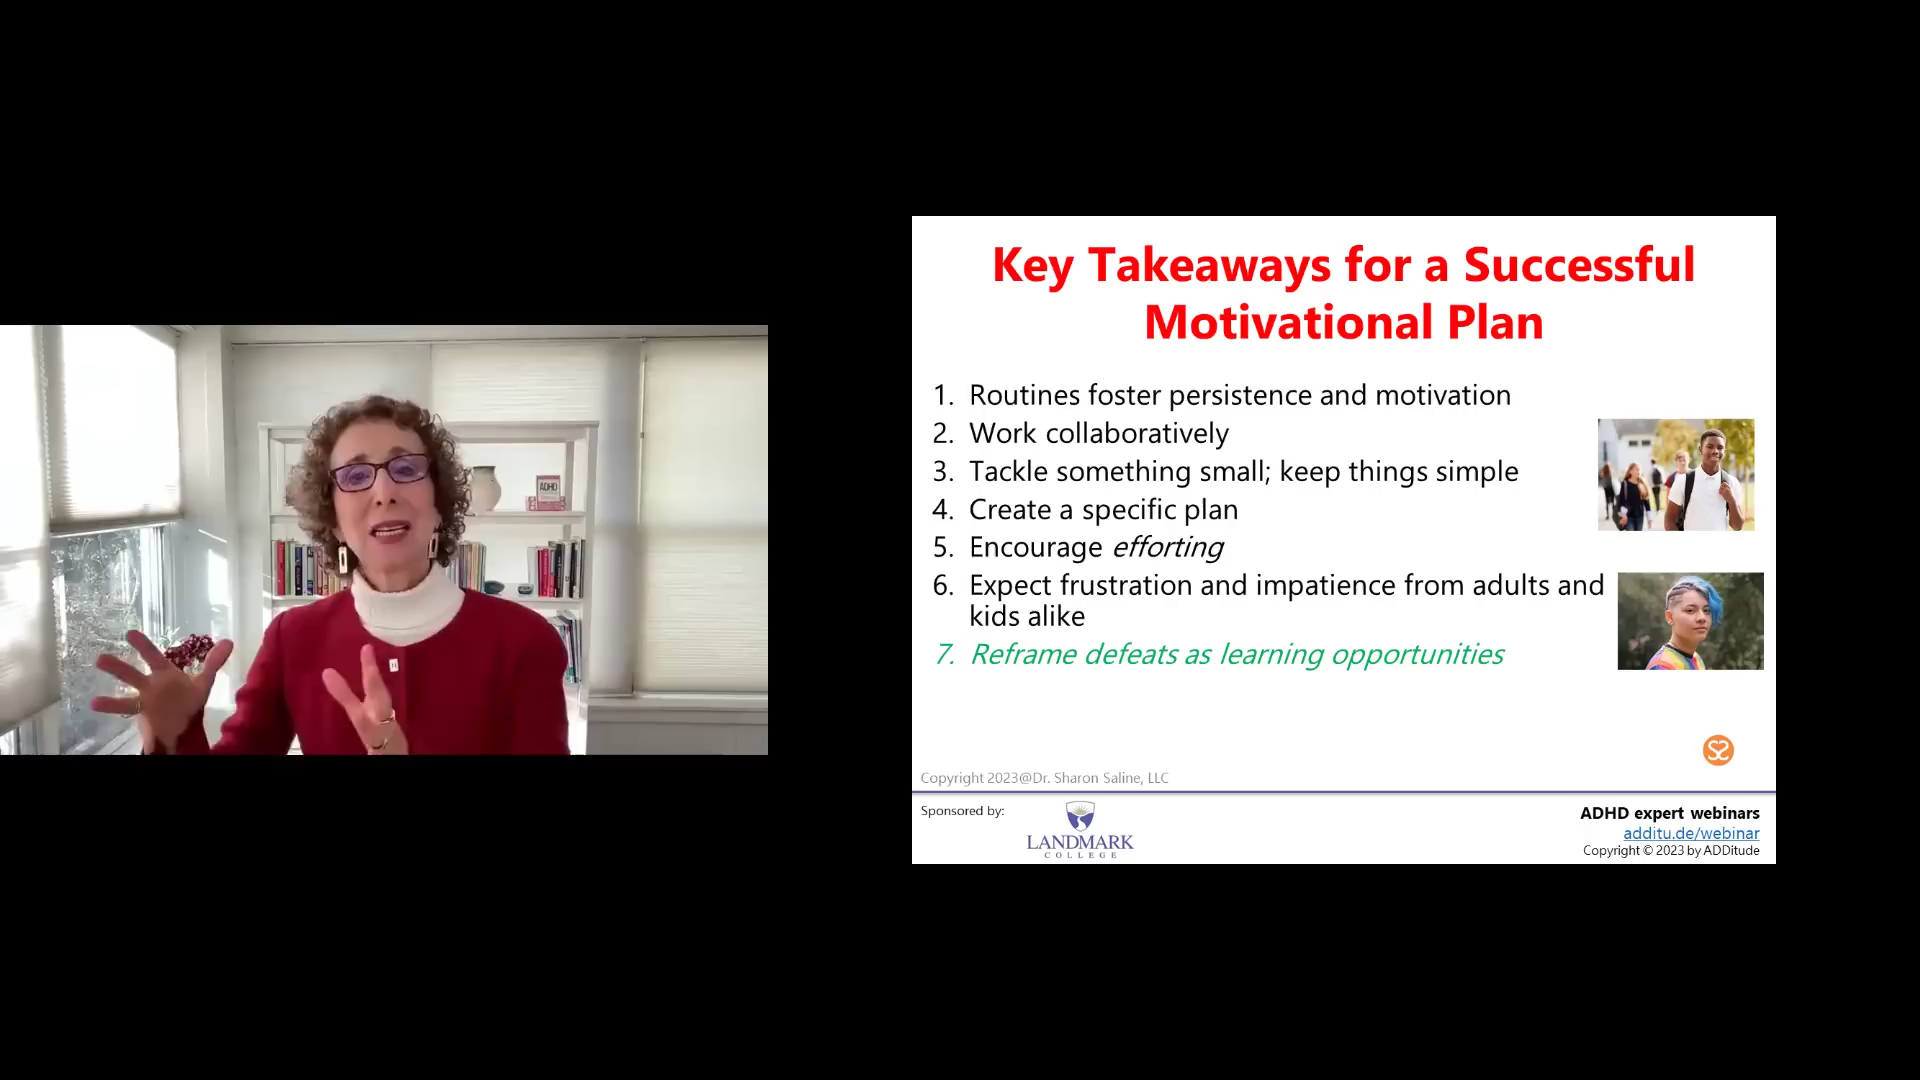 Key Takeaways for a Successful
Motivational Plan
1. Routines foster persistence and motivation
2. Work collaboratively
3. Tackle something small; keep things simple
4. Create a specific plan
5. Encourage efforting
6. Expect frustration and impatience from adults and
kids alike
7. Reframe defeats as learning opportunities
Copyright 2023@Dr. Sharon Saline, LLC
Sponsored by:
LANDMARK
COLLEGE
ADHD expert webinars
additu.de/webinar
Copyright © 2023 by ADDitude
ADHD